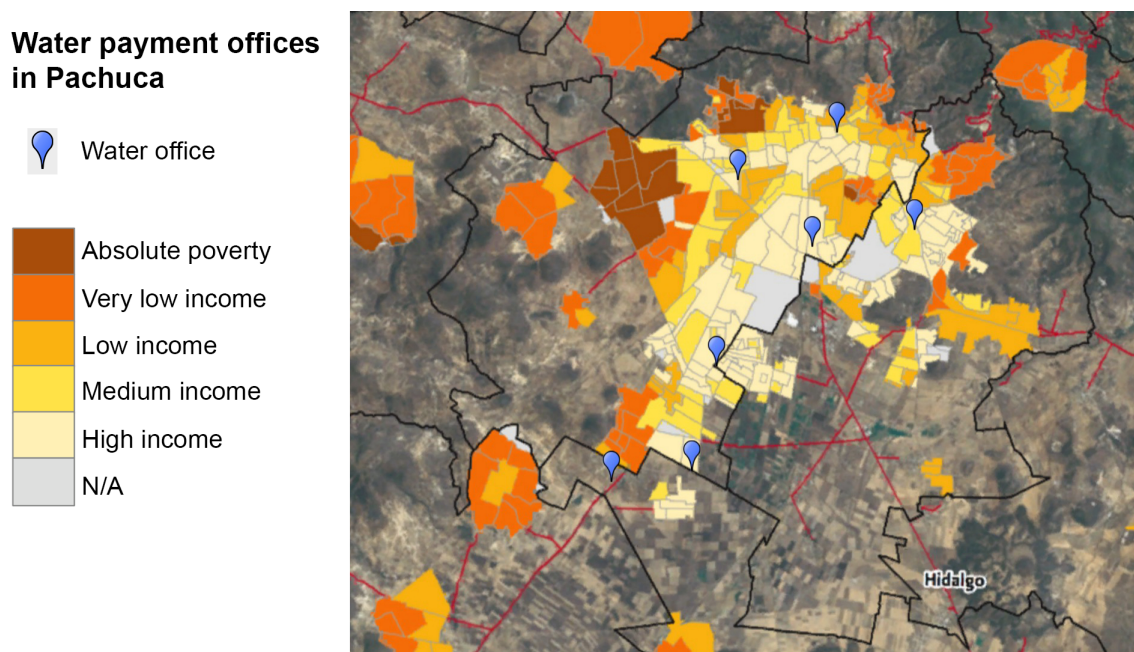 Water payment offices
in Pachuca
Water office
Absolute poverty
Very low income
Low income
Medium income
High income
N/A
Hidalgo